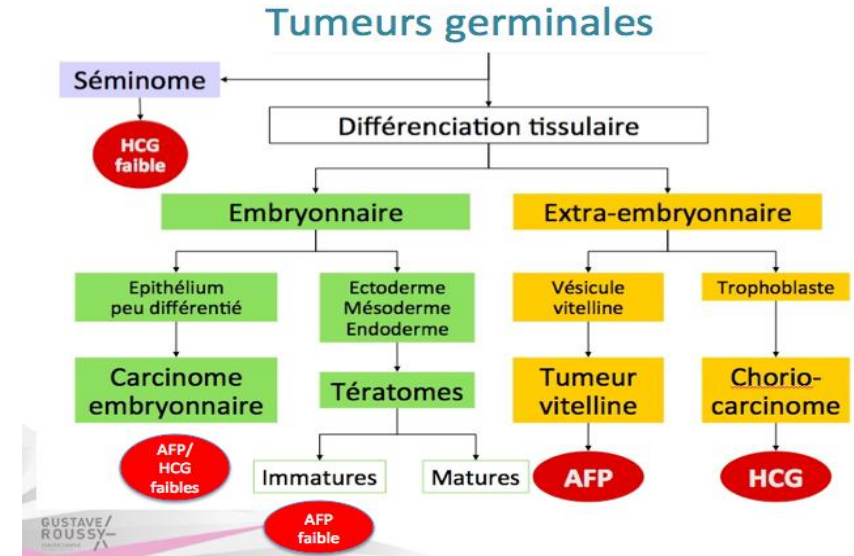 Tumeurs germinales
Séminome
HCG
faible
Différenciation tissulaire
Embryonnaire
Extra-embryonnaire
Epithélium
peu différentié
Ectoderme
Mésoderme
Endoderme
Vésicule
vitelline
Trophoblaste
Carcinome
embryonnaire
Tératomes
Tumeur
vitelline
Chorio-
carcinome
AFP/
HCG
faibles
Immatures
Matures
AFP
HCG
AFP
faible
GUSTAVE/
ROUSSY